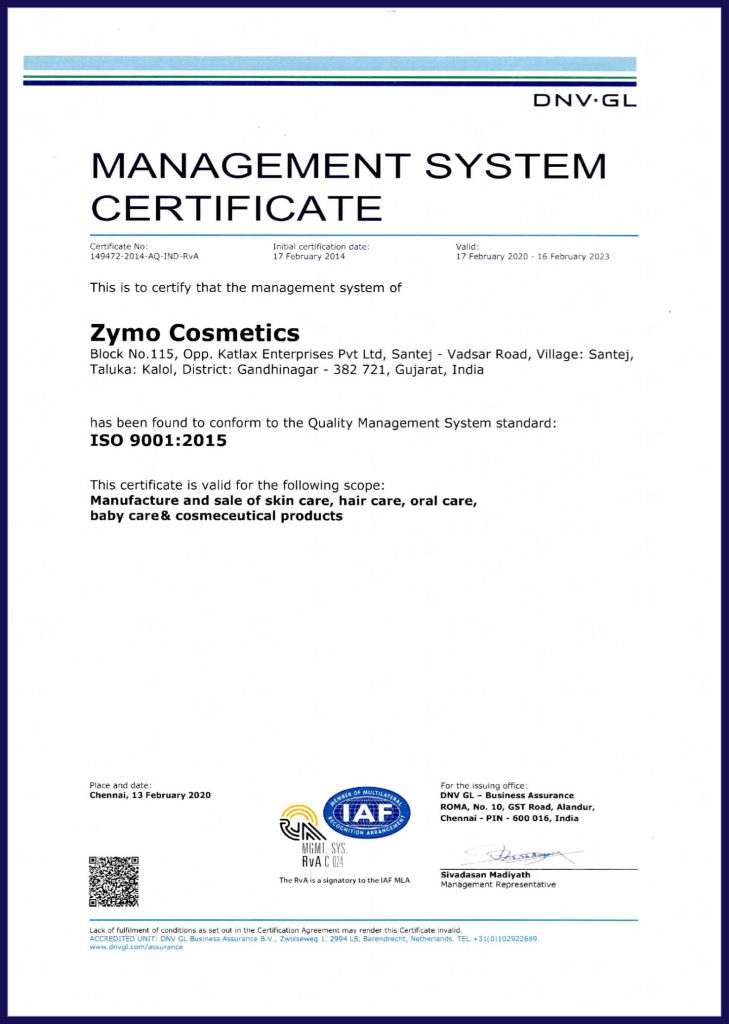 DNV·GL
MANAGEMENT SYSTEM
CERTIFICATE
Certificate No:
149472-2014-AQ-IND-RvA
Initial certification date:
17 February 2014
Valid:
17 February 2020 - 16 February 2023
This is to certify that the management system of
Zymo Cosmetics
Block No.115, Opp. Katlax Enterprises Pvt Ltd, Santej - Vadsar Road, Village: Santej,
Taluka: Kalol, District: Gandhinagar - 382 721, Gujarat, India
has been found to conform to the Quality Management System standard:
ISO 9001:2015
This certificate is valid for the following scope:
Manufacture and sale of skin care, hair care, oral care,
baby care& cosmeceutical products
Place and date:
Chennai, 13 February 2020
MEMBER OF MULTILATERAL
IAF
RECOGNITION ARRANGEMENT
MGMT. SYS.
RvA C 024
The RvA is a signatory to the IAF MLA
For the issuing office:
DNV GL – Business Assurance
ROMA, No. 10, GST Road, Alandur,
Chennai - PIN - 600 016, India
Sivadasan Madiyath
Management Representative
Lack of fulfilment of conditions as set out in the Certification Agreement may render this Certificate invalid.
ACCREDITED UNIT: DNV GL Business Assurance B.V., Zwolseweg 1, 2994 LB, Barendrecht, Netherlands. TEL:+31(0)102922689.
www.dnvgl.com/assurance